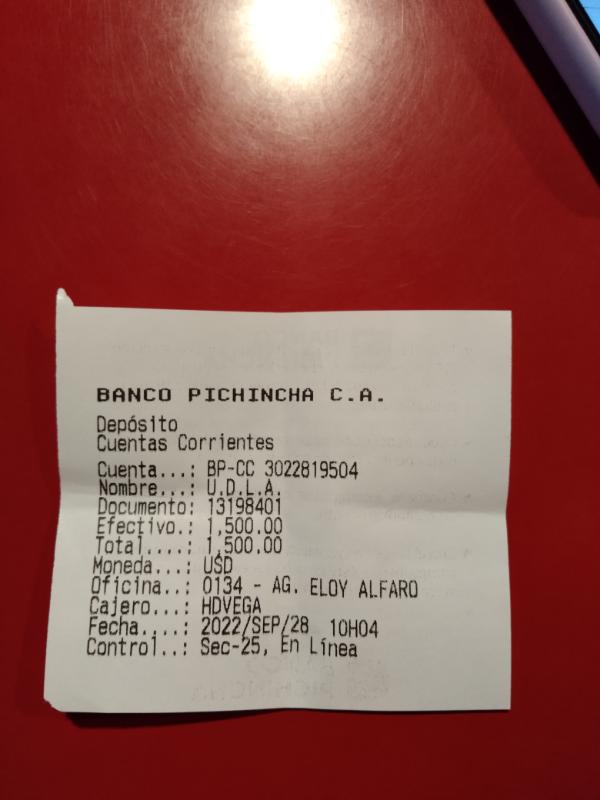 BANCO PICHINCHA C.A.
Depósito
Cuentas Corrientes
Cuenta...: BP-CC 3022819504
Nombre...: U.D.L.A.
Documento: 13198401
Efectivo.: 1,500.00
Total....: 1,500.00
Moneda...: USD
Oficina..: 0134 - AG. ELOY ALFARO
Cajero...: HDVEGA
Fecha....: 2022/SEP/28 10H04
Control..: Sec-25, En Línea